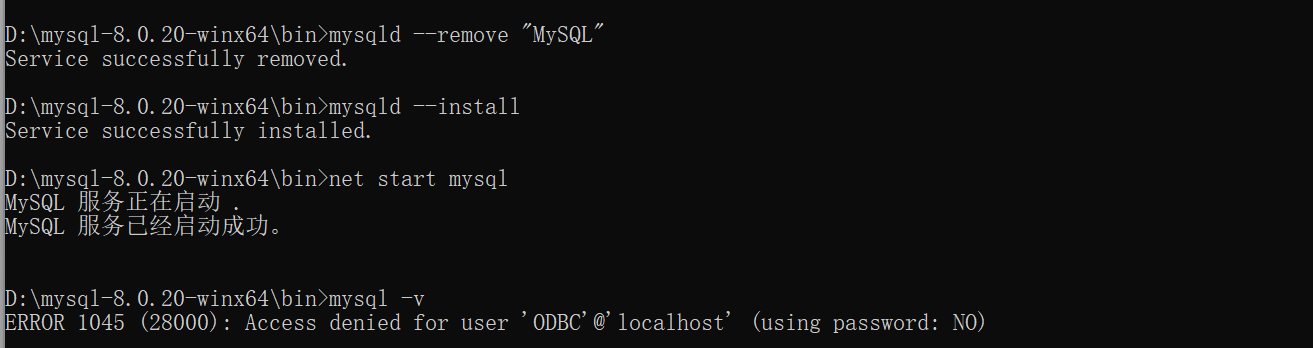 D:\mysql-8.0.20-winx64\bin>mysqld --remove "MySQL"
Service successfully removed.
D:\mysql-8.0.20-winx64\bin>mysqld --install
Service successfully installed.
D:\mysql-8.0.20-winx64\bin>net start mysql
MySQL 服务正在启动 .
MySQL 服务已经启动成功。
D:\mysql-8.0.20-winx64\bin>mysql -v
ERROR 1045 (28000): Access denied for user 'ODBC'@'localhost' (using password: NO)